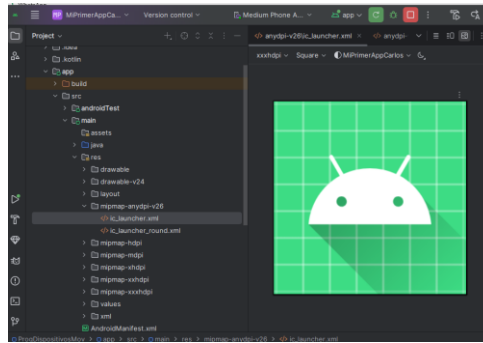 MP MiPrimerAppCa... Version control Medium Phone A... app
Project
anydpi-v26\ic_launcher.xml anydpi-
.idea
.kotlin
xxxhdpi Square MiPrimerAppCarlos
app
build
src
androidTest
main
assets
java
res
drawable
drawable-v24
layout
mipmap-anydpi-v26
ic_launcher.xml
ic_launcher_round.xml
mipmap-hdpi
mipmap-mdpi
mipmap-xhdpi
mipmap-xxhdpi
mipmap-xxxhdpi
values
xml
AndroidManifest.xml
ProgDispositivosMov > app > src > main > res > mipmap-anydpi-v26 > ic_launcher.xml